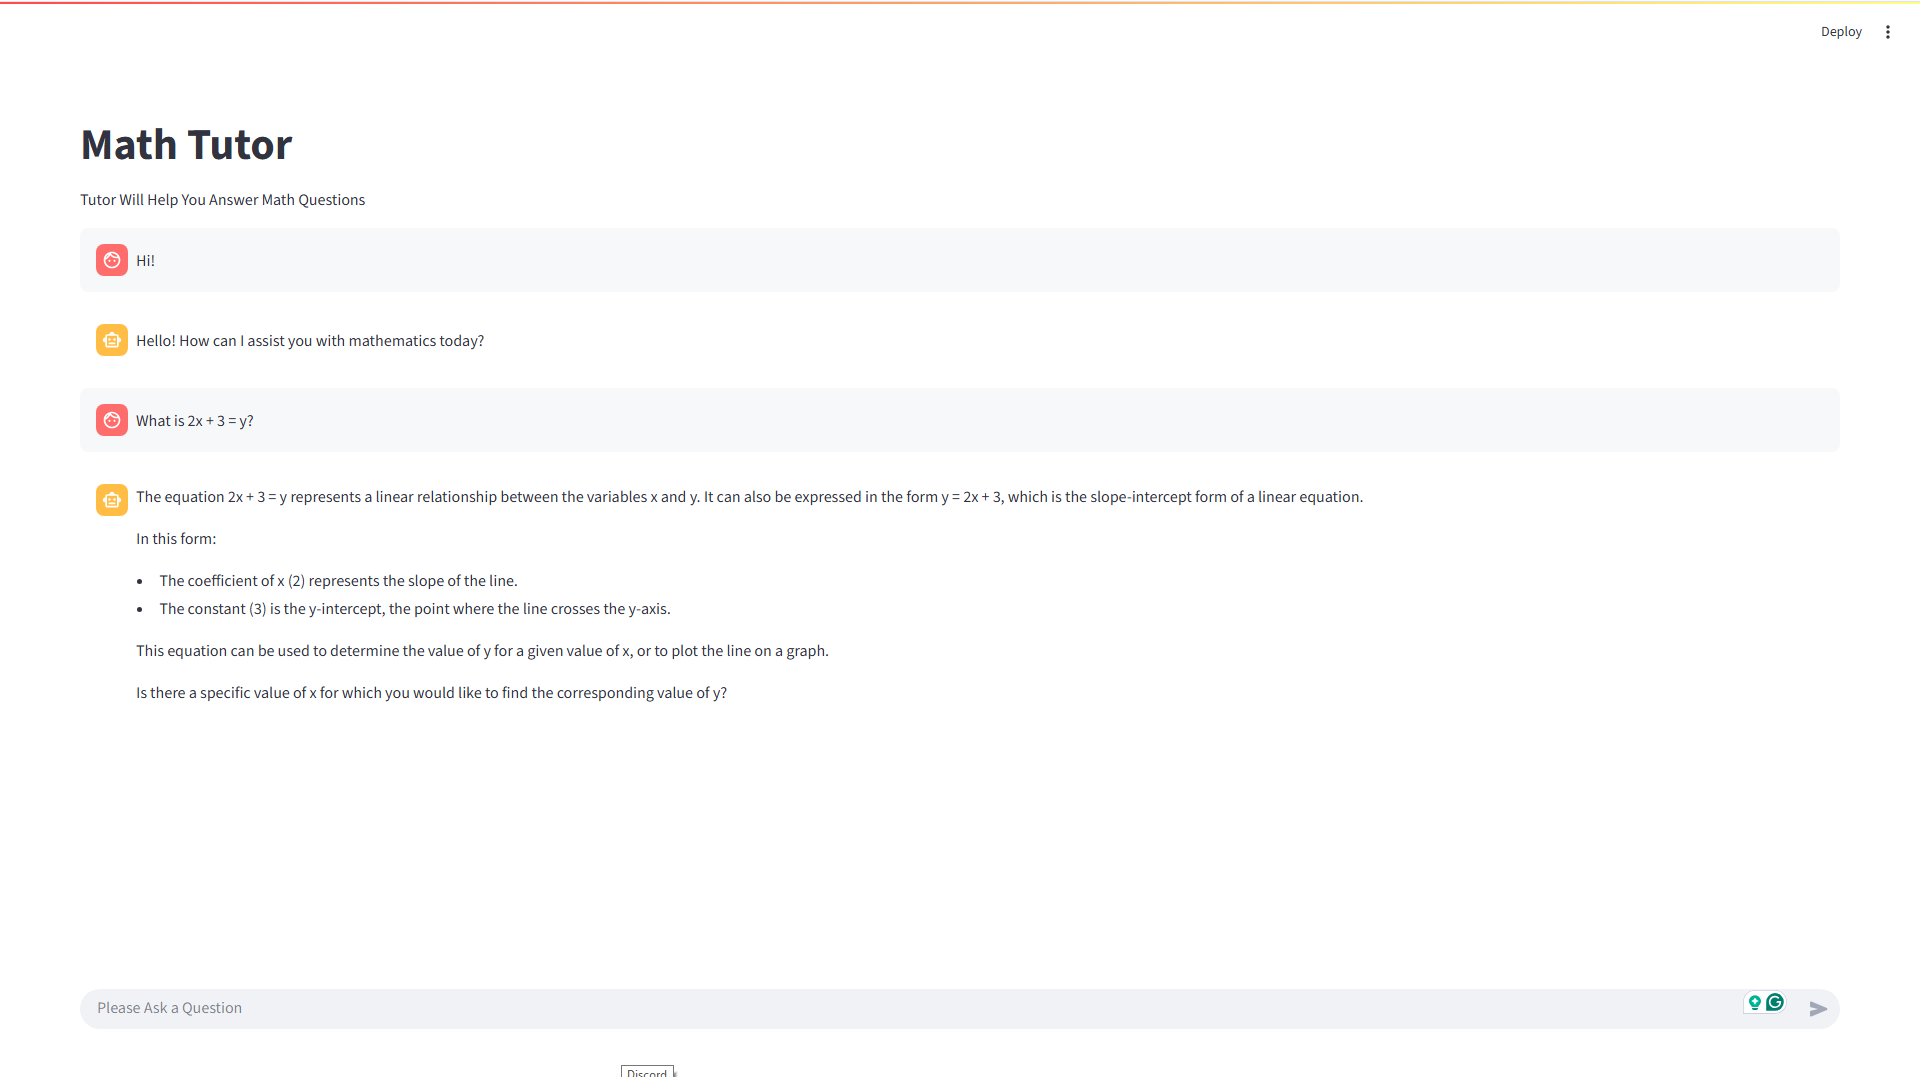 Deploy
Math Tutor
Tutor Will Help You Answer Math Questions
Hi!
Hello! How can I assist you with mathematics today?
What is 2x + 3 = y?
The equation 2x + 3 = y represents a linear relationship between the variables x and y. It can also be expressed in the form y = 2x + 3, which is the slope-intercept form of a linear equation.
In this form:
• The coefficient of x (2) represents the slope of the line.
• The constant (3) is the y-intercept, the point where the line crosses the y-axis.
This equation can be used to determine the value of y for a given value of x, or to plot the line on a graph.
Is there a specific value of x for which you would like to find the corresponding value of y?
Please Ask a Question
Discord